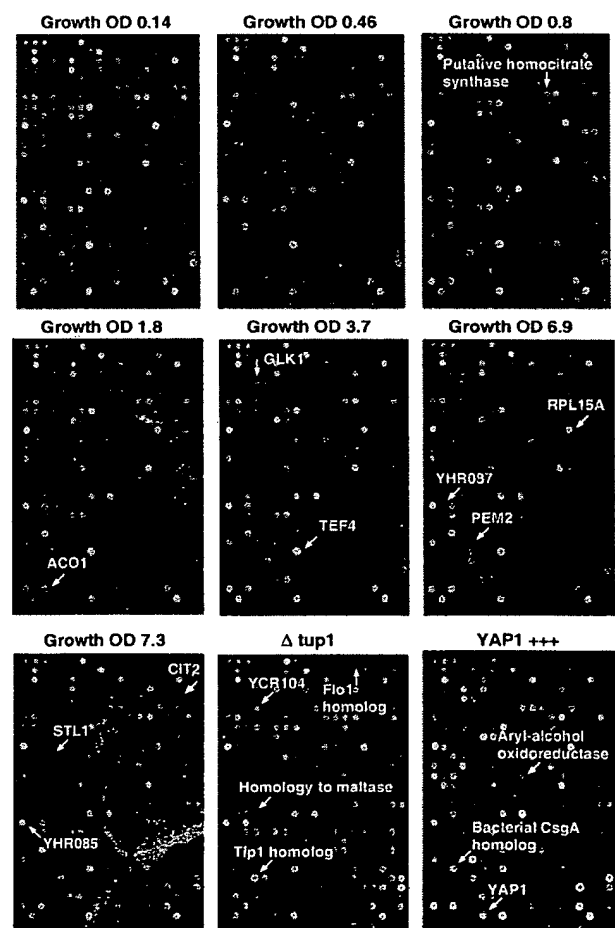 Growth OD 0.14
Growth OD 0.46
Growth OD 0.8
Putative homocitrate
synthase
Growth OD 1.8
Growth OD 3.7
Growth OD 6.9
GLK1
RPL15A
YHR087
PEM2
TEF4
ACO1
Growth OD 7.3
Δ tup1
YAP1 +++
CIT2
STL1
YHR085
YCR104
Flo1
homolog
Homology to maltase
Tip1 homolog
Aryl-alcohol
oxidoreductase
Bacterial CsgA
homolog
YAP1